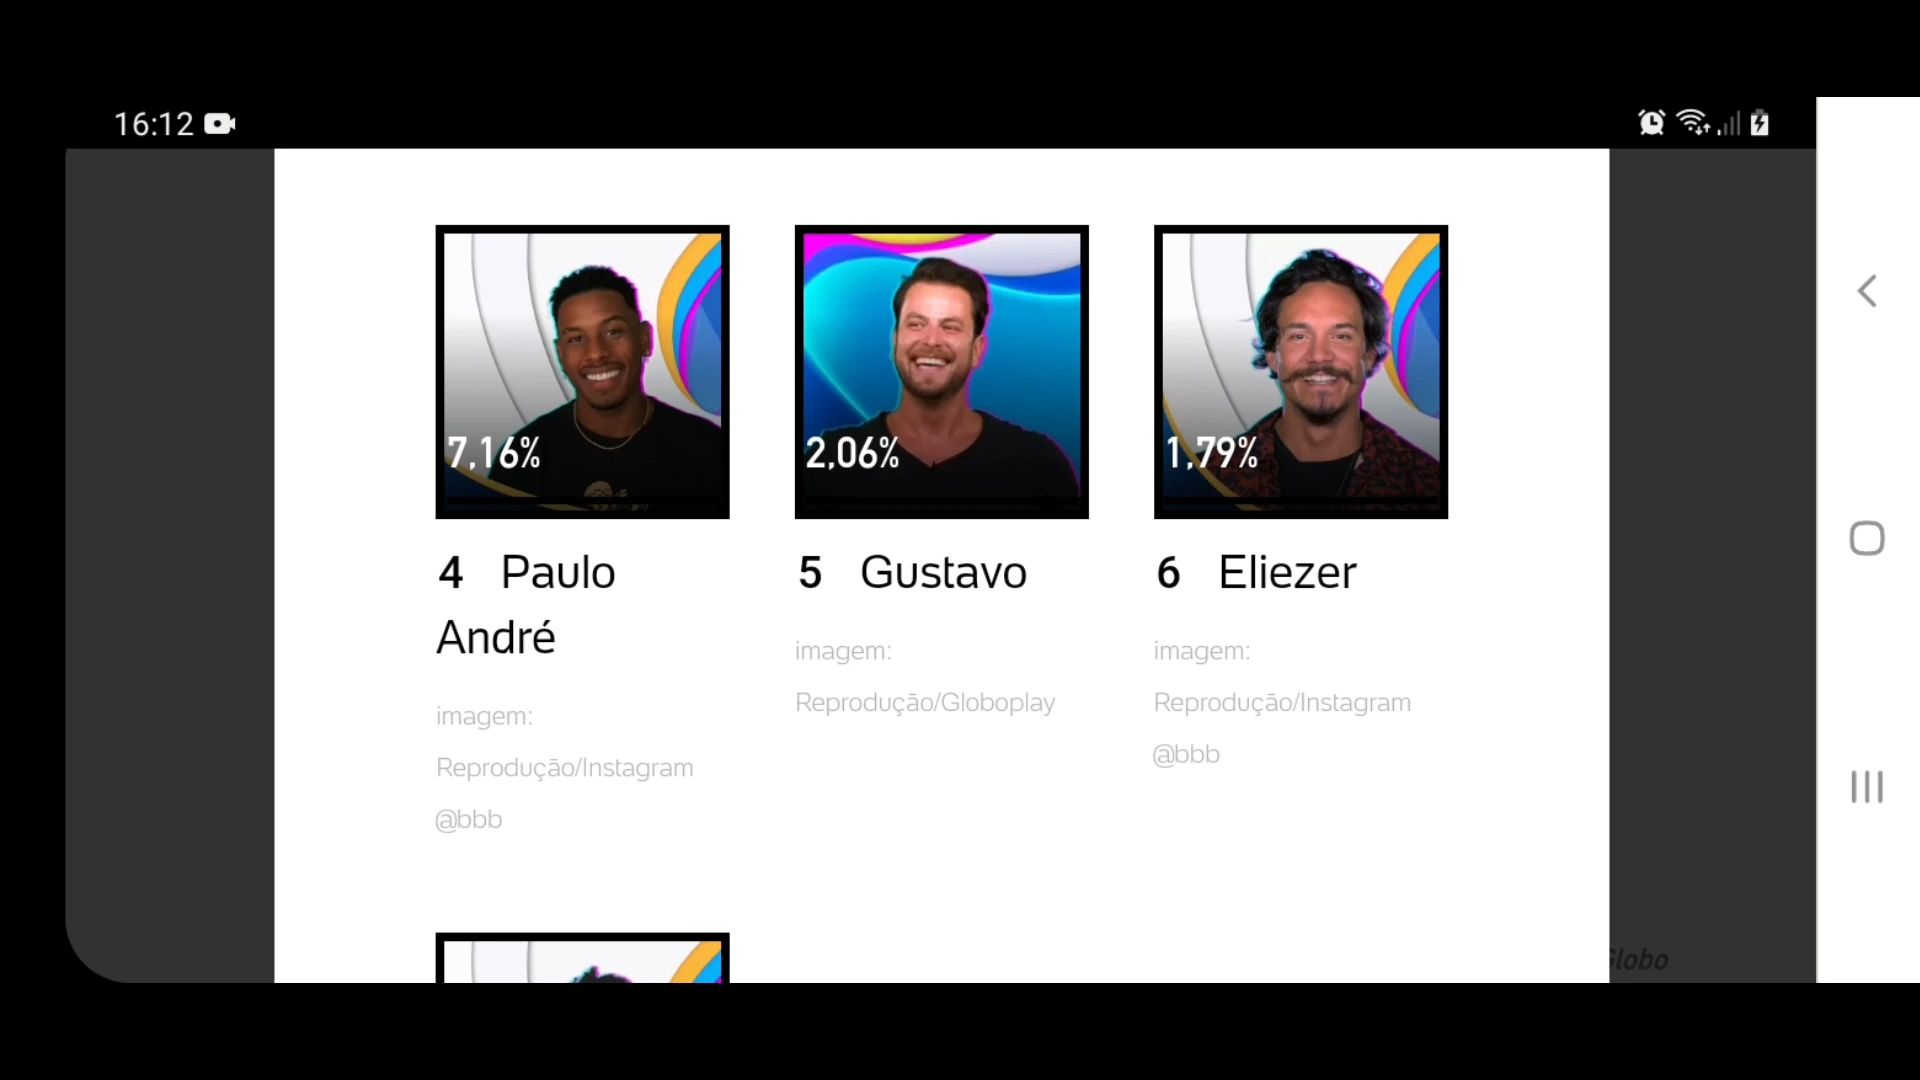 16:12
7,16%
2,06%
1,79%
4 Paulo
André
5 Gustavo
6 Eliezer
imagem:
Reprodução/Instagram
@bbb
imagem:
Reprodução/Globoplay
imagem:
Reprodução/Instagram
@bbb